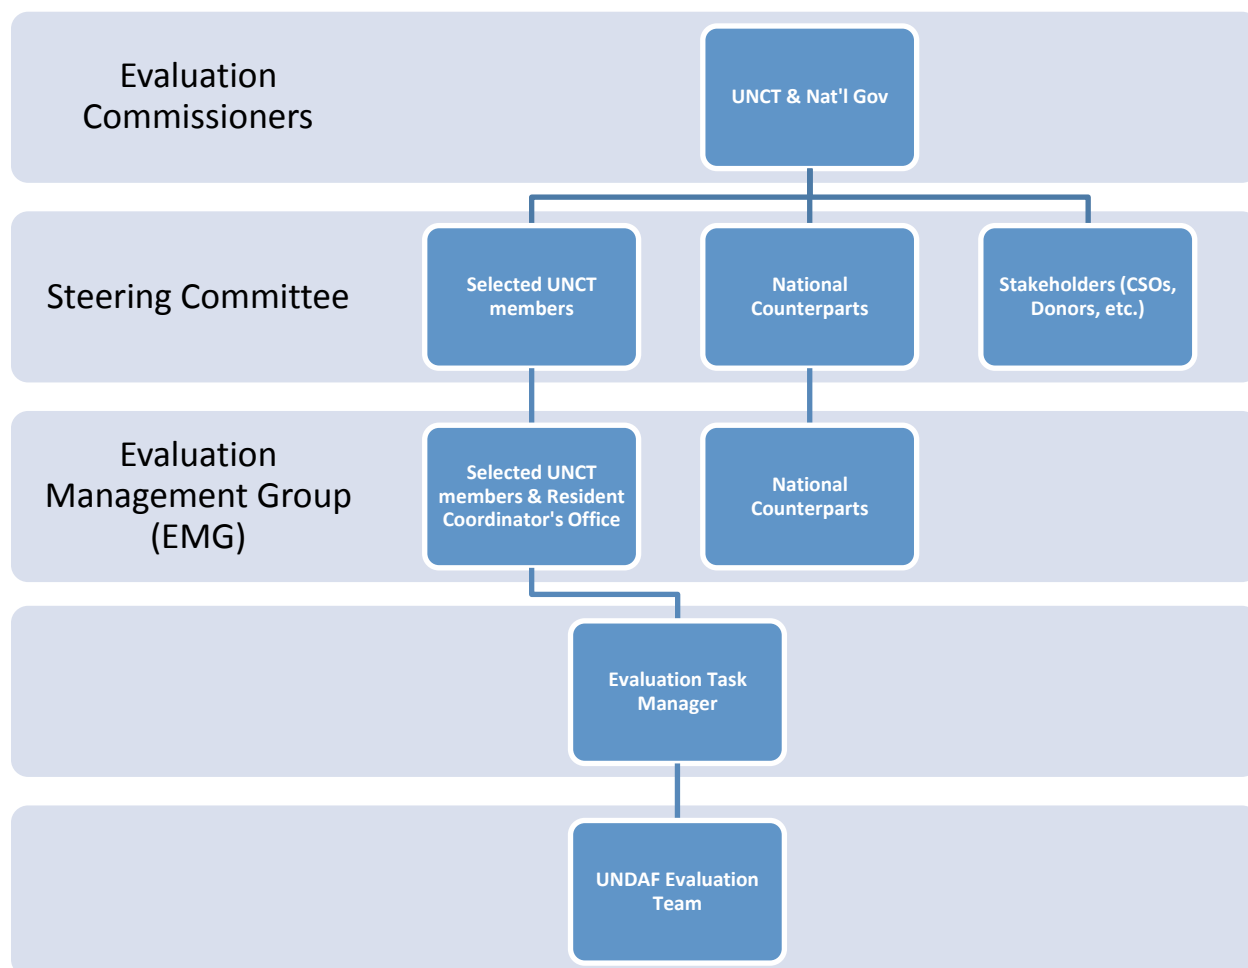 Evaluation
Commissioners
UNCT & Nat'l Gov
Steering Committee
Selected UNCT
members
National
Counterparts
Stakeholders (CSOs,
Donors, etc.)
Evaluation
Management Group
(EMG)
Selected UNCT
members & Resident
Coordinator's Office
National
Counterparts
Evaluation Task
Manager
UNDAF Evaluation
Team